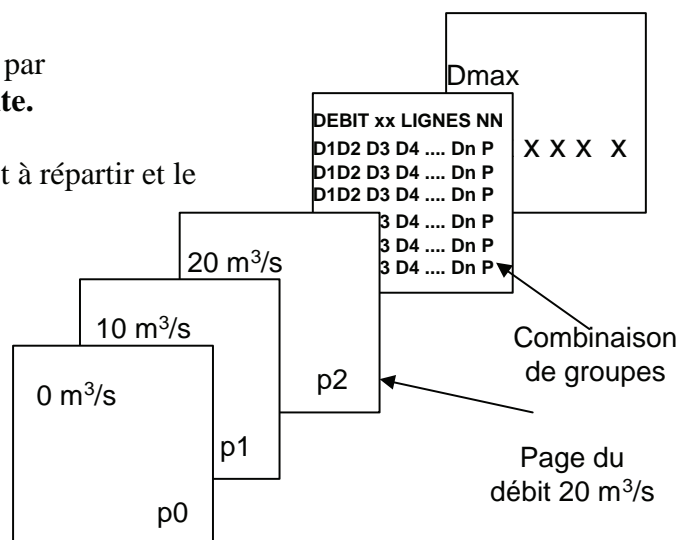 par
te.
t à répartir et le
Dmax
X X X X
DEBIT xx LIGNES NN
D1D2 D3 D4 .... Dn P
D1D2 D3 D4 .... Dn P
D1D2 D3 D4 .... Dn P
3 D4 .... Dn P
3 D4 .... Dn P
3 D4 .... Dn P
20 m³/s
p2
10 m³/s
p1
0 m³/s
p0
Combinaison
de groupes
Page du
débit 20 m³/s